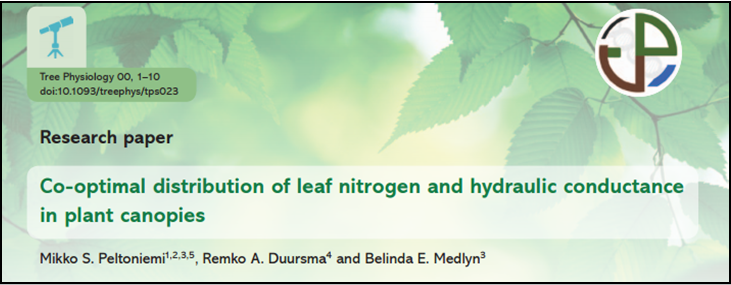 Tree Physiology 00, 1–10
doi:10.1093/treephys/tps023
Research paper
Co-optimal distribution of leaf nitrogen and hydraulic conductance
in plant canopies
Mikko S. Peltoniemi1,2,3,5, Remko A. Duursma4 and Belinda E. Medlyn3